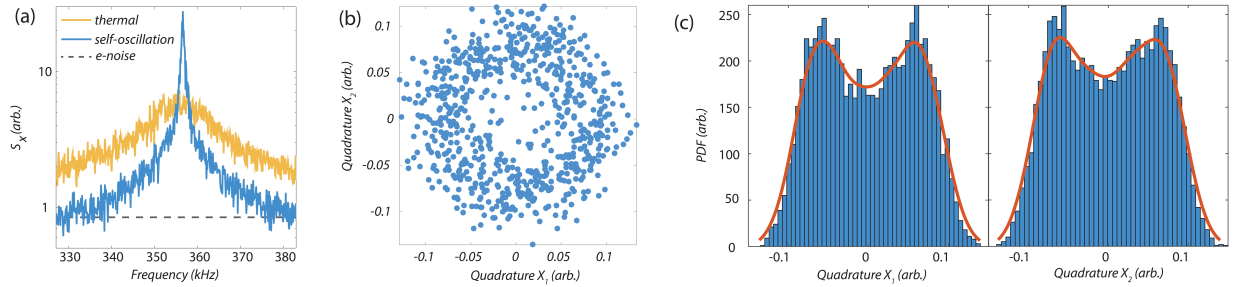 (a)
thermal
self-oscillation
e-noise
10
1
S_X (arb.)
330 340 350 360 370 380
Frequency (kHz)
(b)
0.1
0.05
0
-0.05
-0.1
Quadrature X_2 (arb.)
-0.1 -0.05 0 0.05 0.1
Quadrature X_1 (arb.)
(c)
250
200
150
100
50
0
PDF (arb.)
-0.1 0 0.1
Quadrature X_1 (arb.)
-0.1 0 0.1
Quadrature X_2 (arb.)